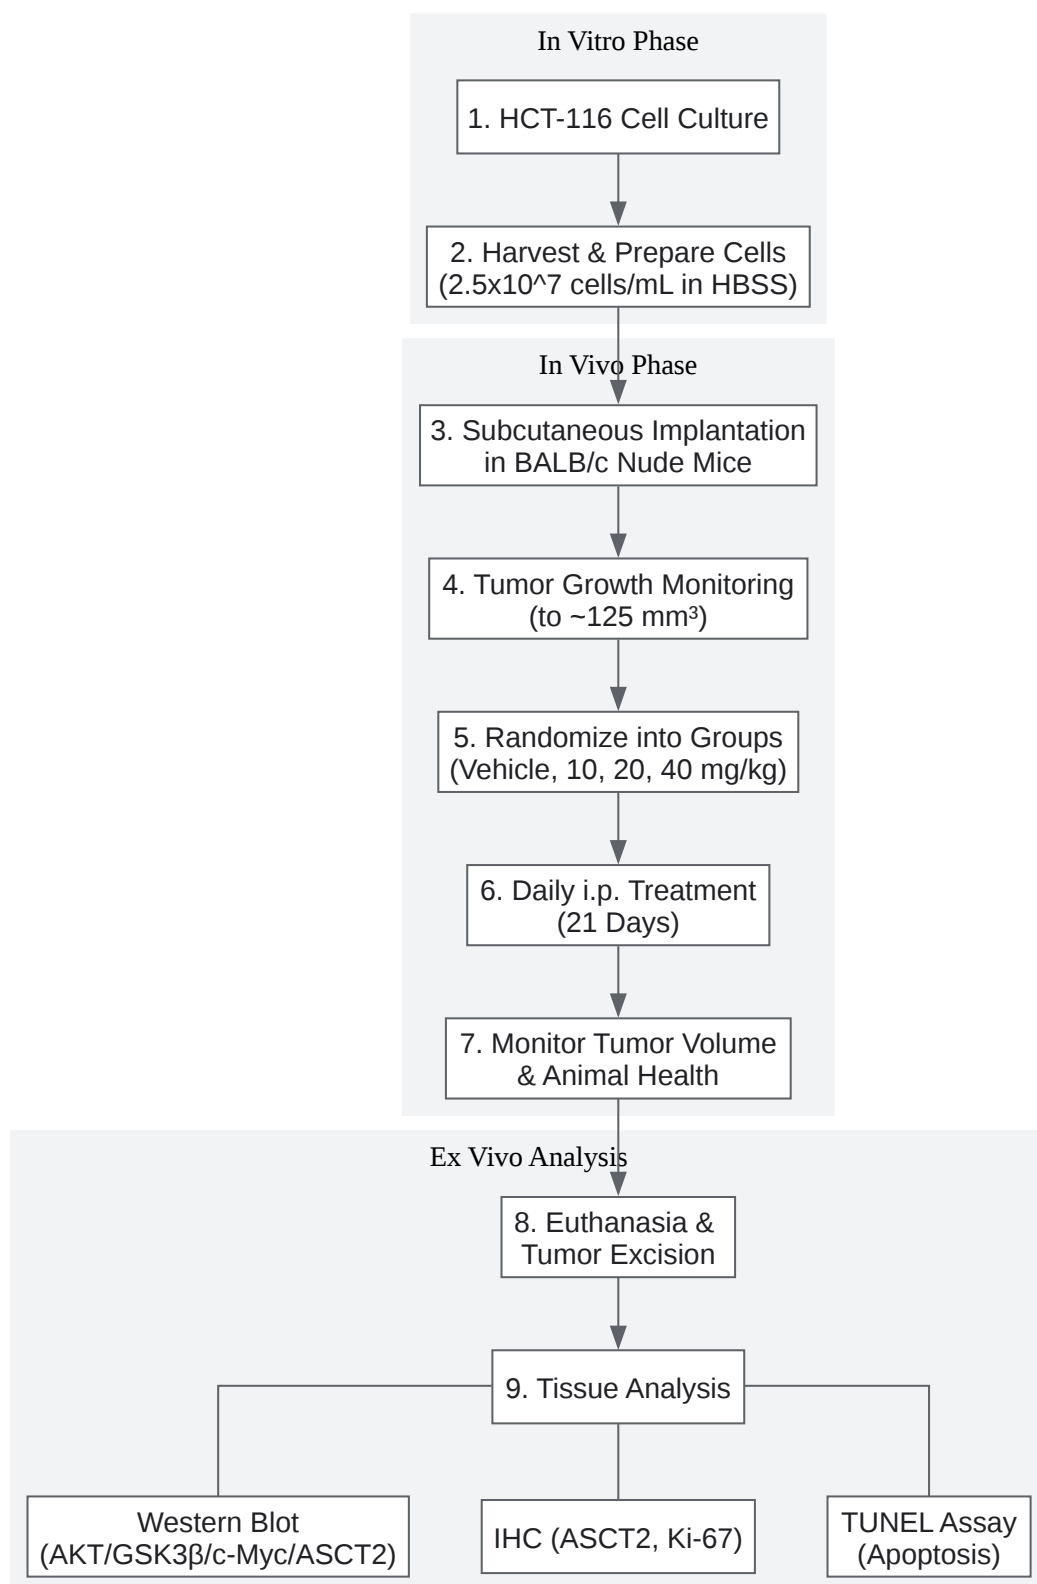 In Vitro Phase
1. HCT-116 Cell Culture
2. Harvest & Prepare Cells
(2.5x10^7 cells/mL in HBSS)
In Vivo Phase
3. Subcutaneous Implantation
in BALB/c Nude Mice
4. Tumor Growth Monitoring
(to ~125 mm³)
5. Randomize into Groups
(Vehicle, 10, 20, 40 mg/kg)
6. Daily i.p. Treatment
(21 Days)
7. Monitor Tumor Volume
& Animal Health
Ex Vivo Analysis
8. Euthanasia &
Tumor Excision
9. Tissue Analysis
Western Blot
(AKT/GSK3β/c-Myc/ASCT2)
IHC (ASCT2, Ki-67)
TUNEL Assay
(Apoptosis)